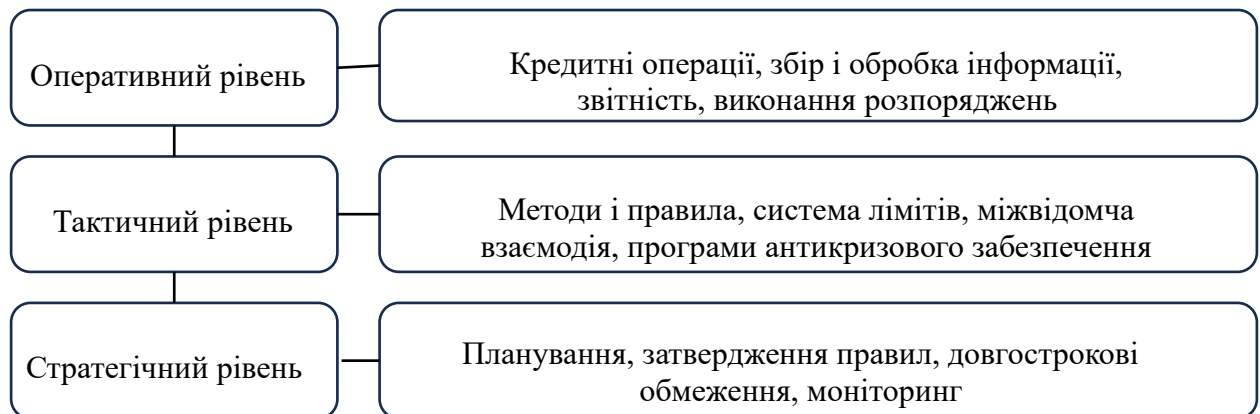 Оперативний рівень
Кредитні операції, збір і обробка інформації,
звітність, виконання розпоряджень
Тактичний рівень
Методи і правила, система лімітів, міжвідомча
взаємодія, програми антикризового забезпечення
Стратегічний рівень
Планування, затвердження правил, довгострокові
обмеження, моніторинг